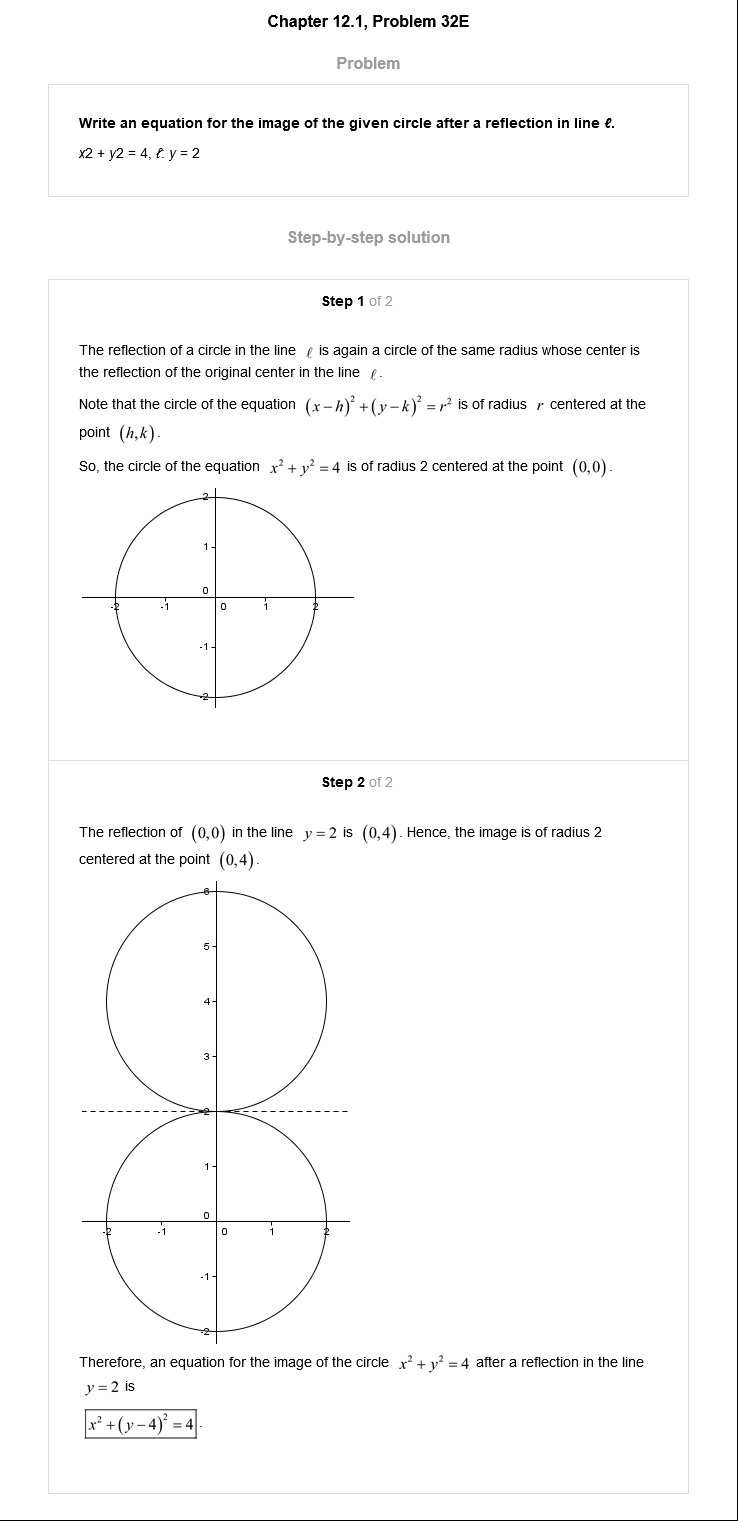 Chapter 12.1, Problem 32E
Problem
Write an equation for the image of the given circle after a reflection in line ℓ.
x2 + y2 = 4, ℓ: y = 2
Step-by-step solution
Step 1 of 2
The reflection of a circle in the line ℓ is again a circle of the same radius whose center is
the reflection of the original center in the line ℓ.
Note that the circle of the equation (x−h)²+(y−k)²=r² is of radius r centered at the
point (h,k).
So, the circle of the equation x²+y²=4 is of radius 2 centered at the point (0,0).
2
1
0
-2 -1 0 1 2
-1
-2
Step 2 of 2
The reflection of (0,0) in the line y=2 is (0,4). Hence, the image is of radius 2
centered at the point (0,4).
6
5
4
3
2
1
0
-2 -1 0 1 2
-1
-2
Therefore, an equation for the image of the circle x²+y²=4 after a reflection in the line
y=2 is
x²+(y−4)²=4.